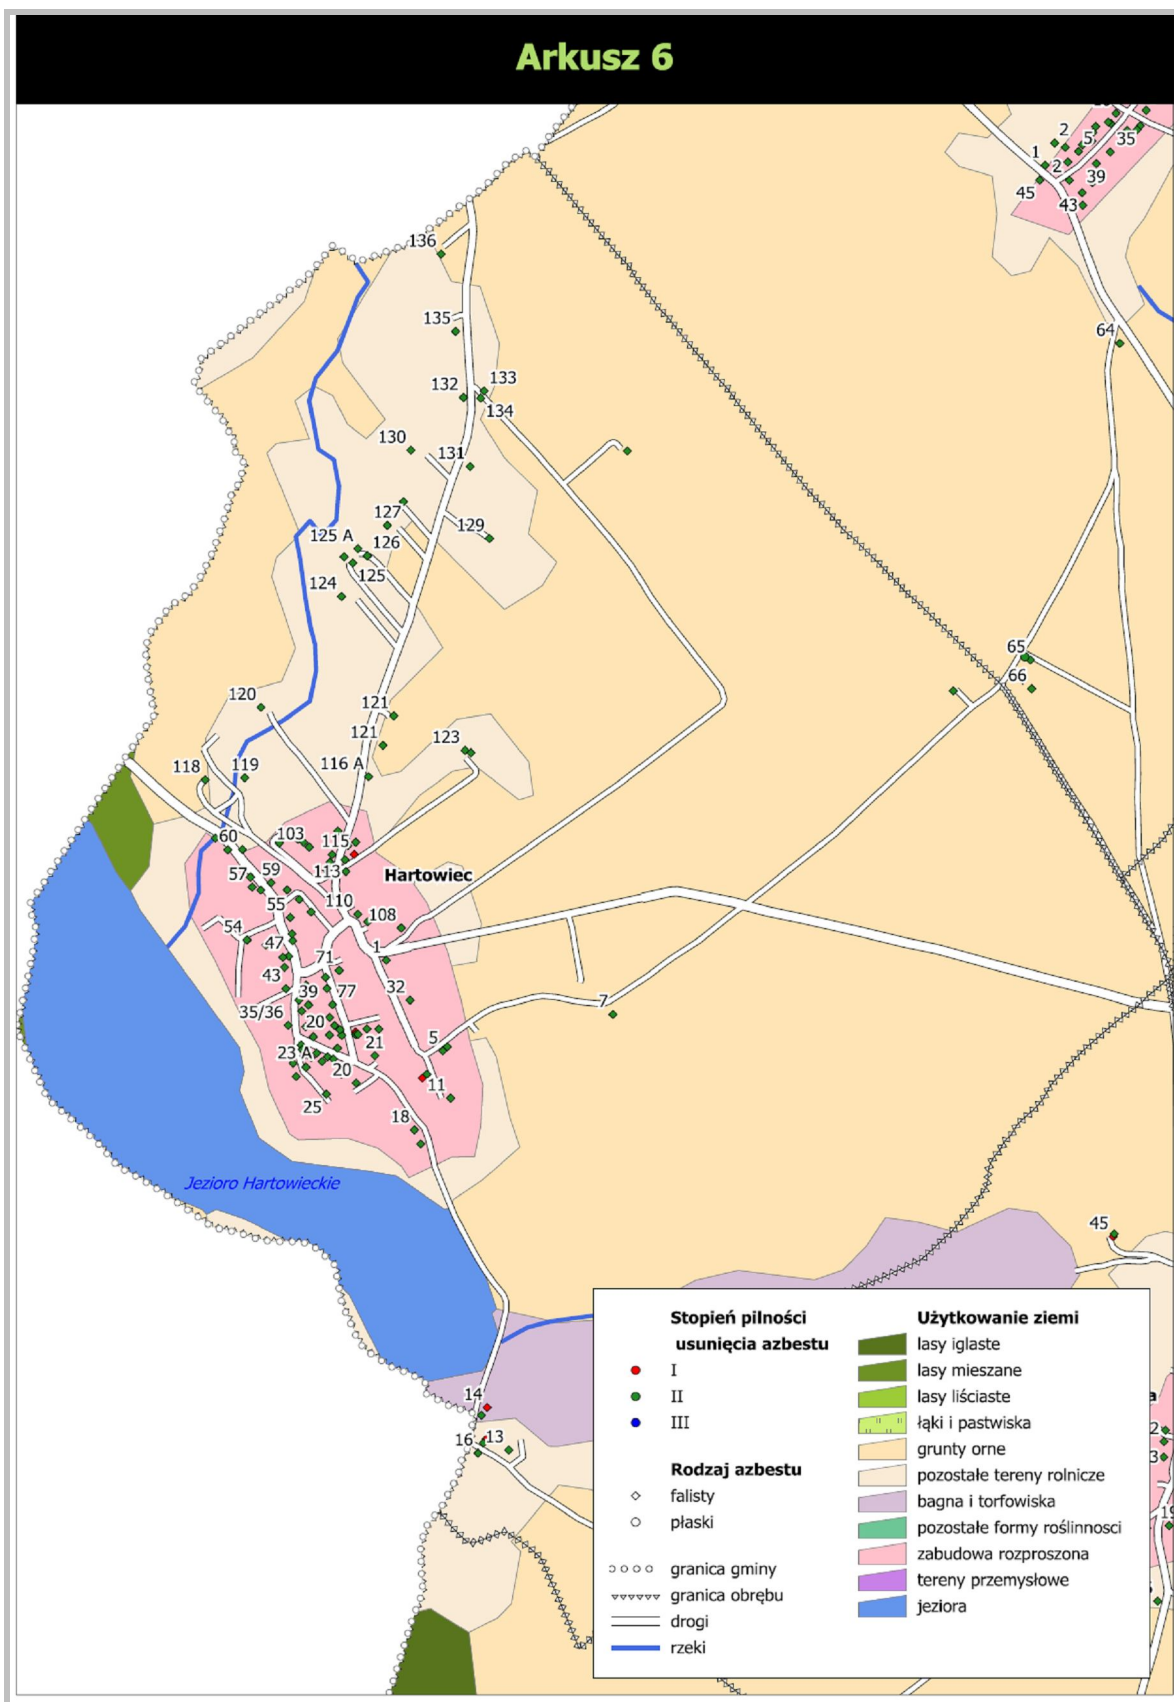 Arkusz 6
2
1
2
5
35
39
45
43
136
135
64
132
133
134
130
131
127
129
125 A
126
125
124
65
66
120
121
121
123
116 A
118
119
60
103
115
113
57
59
Hartowiec
110
55
108
54
47
1
71
43
32
39
77
35/36
7
20
5
21
23 A
20
11
25
18
Jezioro Hartowieckie
45
14
16
13
a
2
3
19
Stopień pilności
usunięcia azbestu
I
II
III
Rodzaj azbestu
falisty
płaski
granica gminy
granica obrębu
drogi
rzeki
Użytkowanie ziemi
lasy iglaste
lasy mieszane
lasy liściaste
łąki i pastwiska
grunty orne
pozostałe tereny rolnicze
bagna i torfowiska
pozostałe formy roślinnosci
zabudowa rozproszona
tereny przemysłowe
jeziora